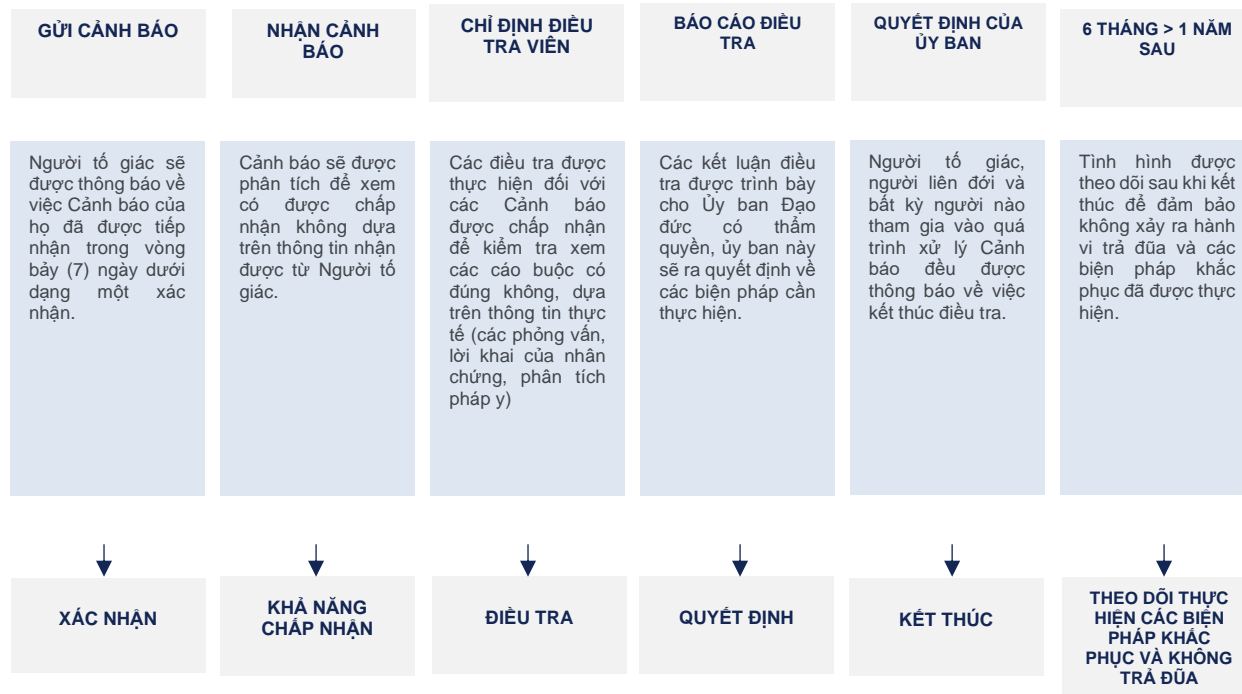 GỬI CẢNH BÁO
NHẬN CẢNH
BÁO
CHỈ ĐỊNH ĐIỀU
TRA VIÊN
BÁO CÁO ĐIỀU
TRA
QUYẾT ĐỊNH CỦA
ỦY BAN
6 THÁNG > 1 NĂM
SAU
Người tố giác sẽ
được thông báo về
việc Cảnh báo của
họ đã được tiếp
nhận trong vòng
bảy (7) ngày dưới
dạng một xác
nhận.
Cảnh báo sẽ được
phân tích để xem
có được chấp
nhận không dựa
trên thông tin nhận
được từ Người tố
giác.
Các điều tra được
thực hiện đối với
các Cảnh báo
được chấp nhận
để kiểm tra xem
các cáo buộc có
đúng không, dựa
trên thông tin thực
tế (các phỏng vấn,
lời khai của nhân
chứng, phân tích
pháp y)
Các kết luận điều
tra được trình bày
cho Ủy ban Đạo
đức có thẩm
quyền, ủy ban này
sẽ ra quyết định về
các biện pháp cần
thực hiện.
Người tố giác,
người liên đới và
bất kỳ người nào
tham gia vào quá
trình xử lý Cảnh
báo đều được
thông báo về việc
kết thúc điều tra.
Tình hình được
theo dõi sau khi kết
thúc để đảm bảo
không xảy ra hành
vi trả đũa và các
biện pháp khắc
phục đã được thực
hiện.
XÁC NHẬN
KHẢ NĂNG
CHẤP NHẬN
ĐIỀU TRA
QUYẾT ĐỊNH
KẾT THÚC
THEO DÕI THỰC
HIỆN CÁC BIỆN
PHÁP KHẮC
PHỤC VÀ KHÔNG
TRẢ ĐŨA